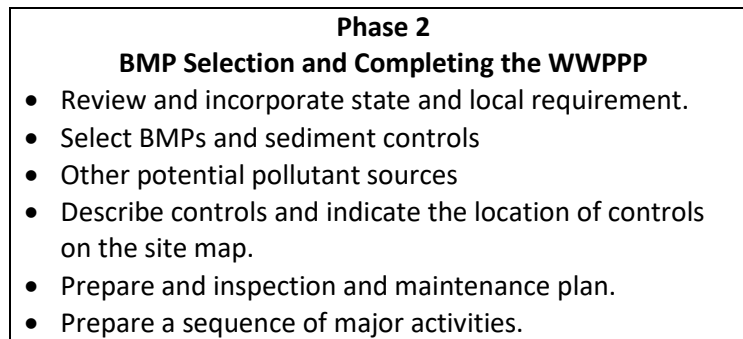 Phase 2
BMP Selection and Completing the WWPPP
• Review and incorporate state and local requirement.
• Select BMPs and sediment controls
• Other potential pollutant sources
• Describe controls and indicate the location of controls
on the site map.
• Prepare and inspection and maintenance plan.
• Prepare a sequence of major activities.